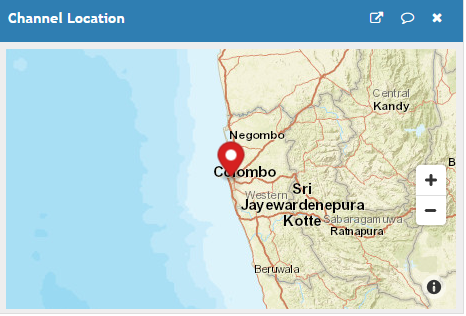 Channel Location
Central
Kandy
Negombo
Colombo
Western
Sri
Jayewardenepura
Kotte
Sabaragamuwa
Ratnapura
Beruwala
B
+
−
i